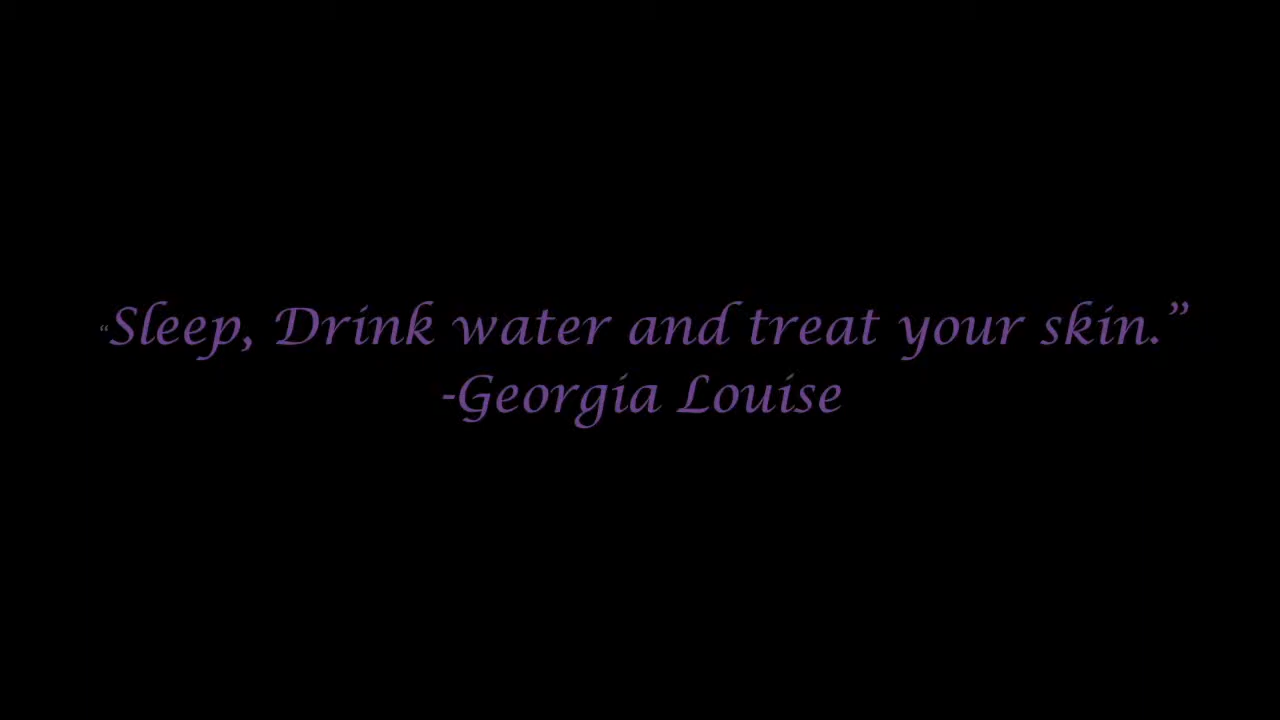 “Sleep, Drink water and treat your skin.”
-Georgia Louise